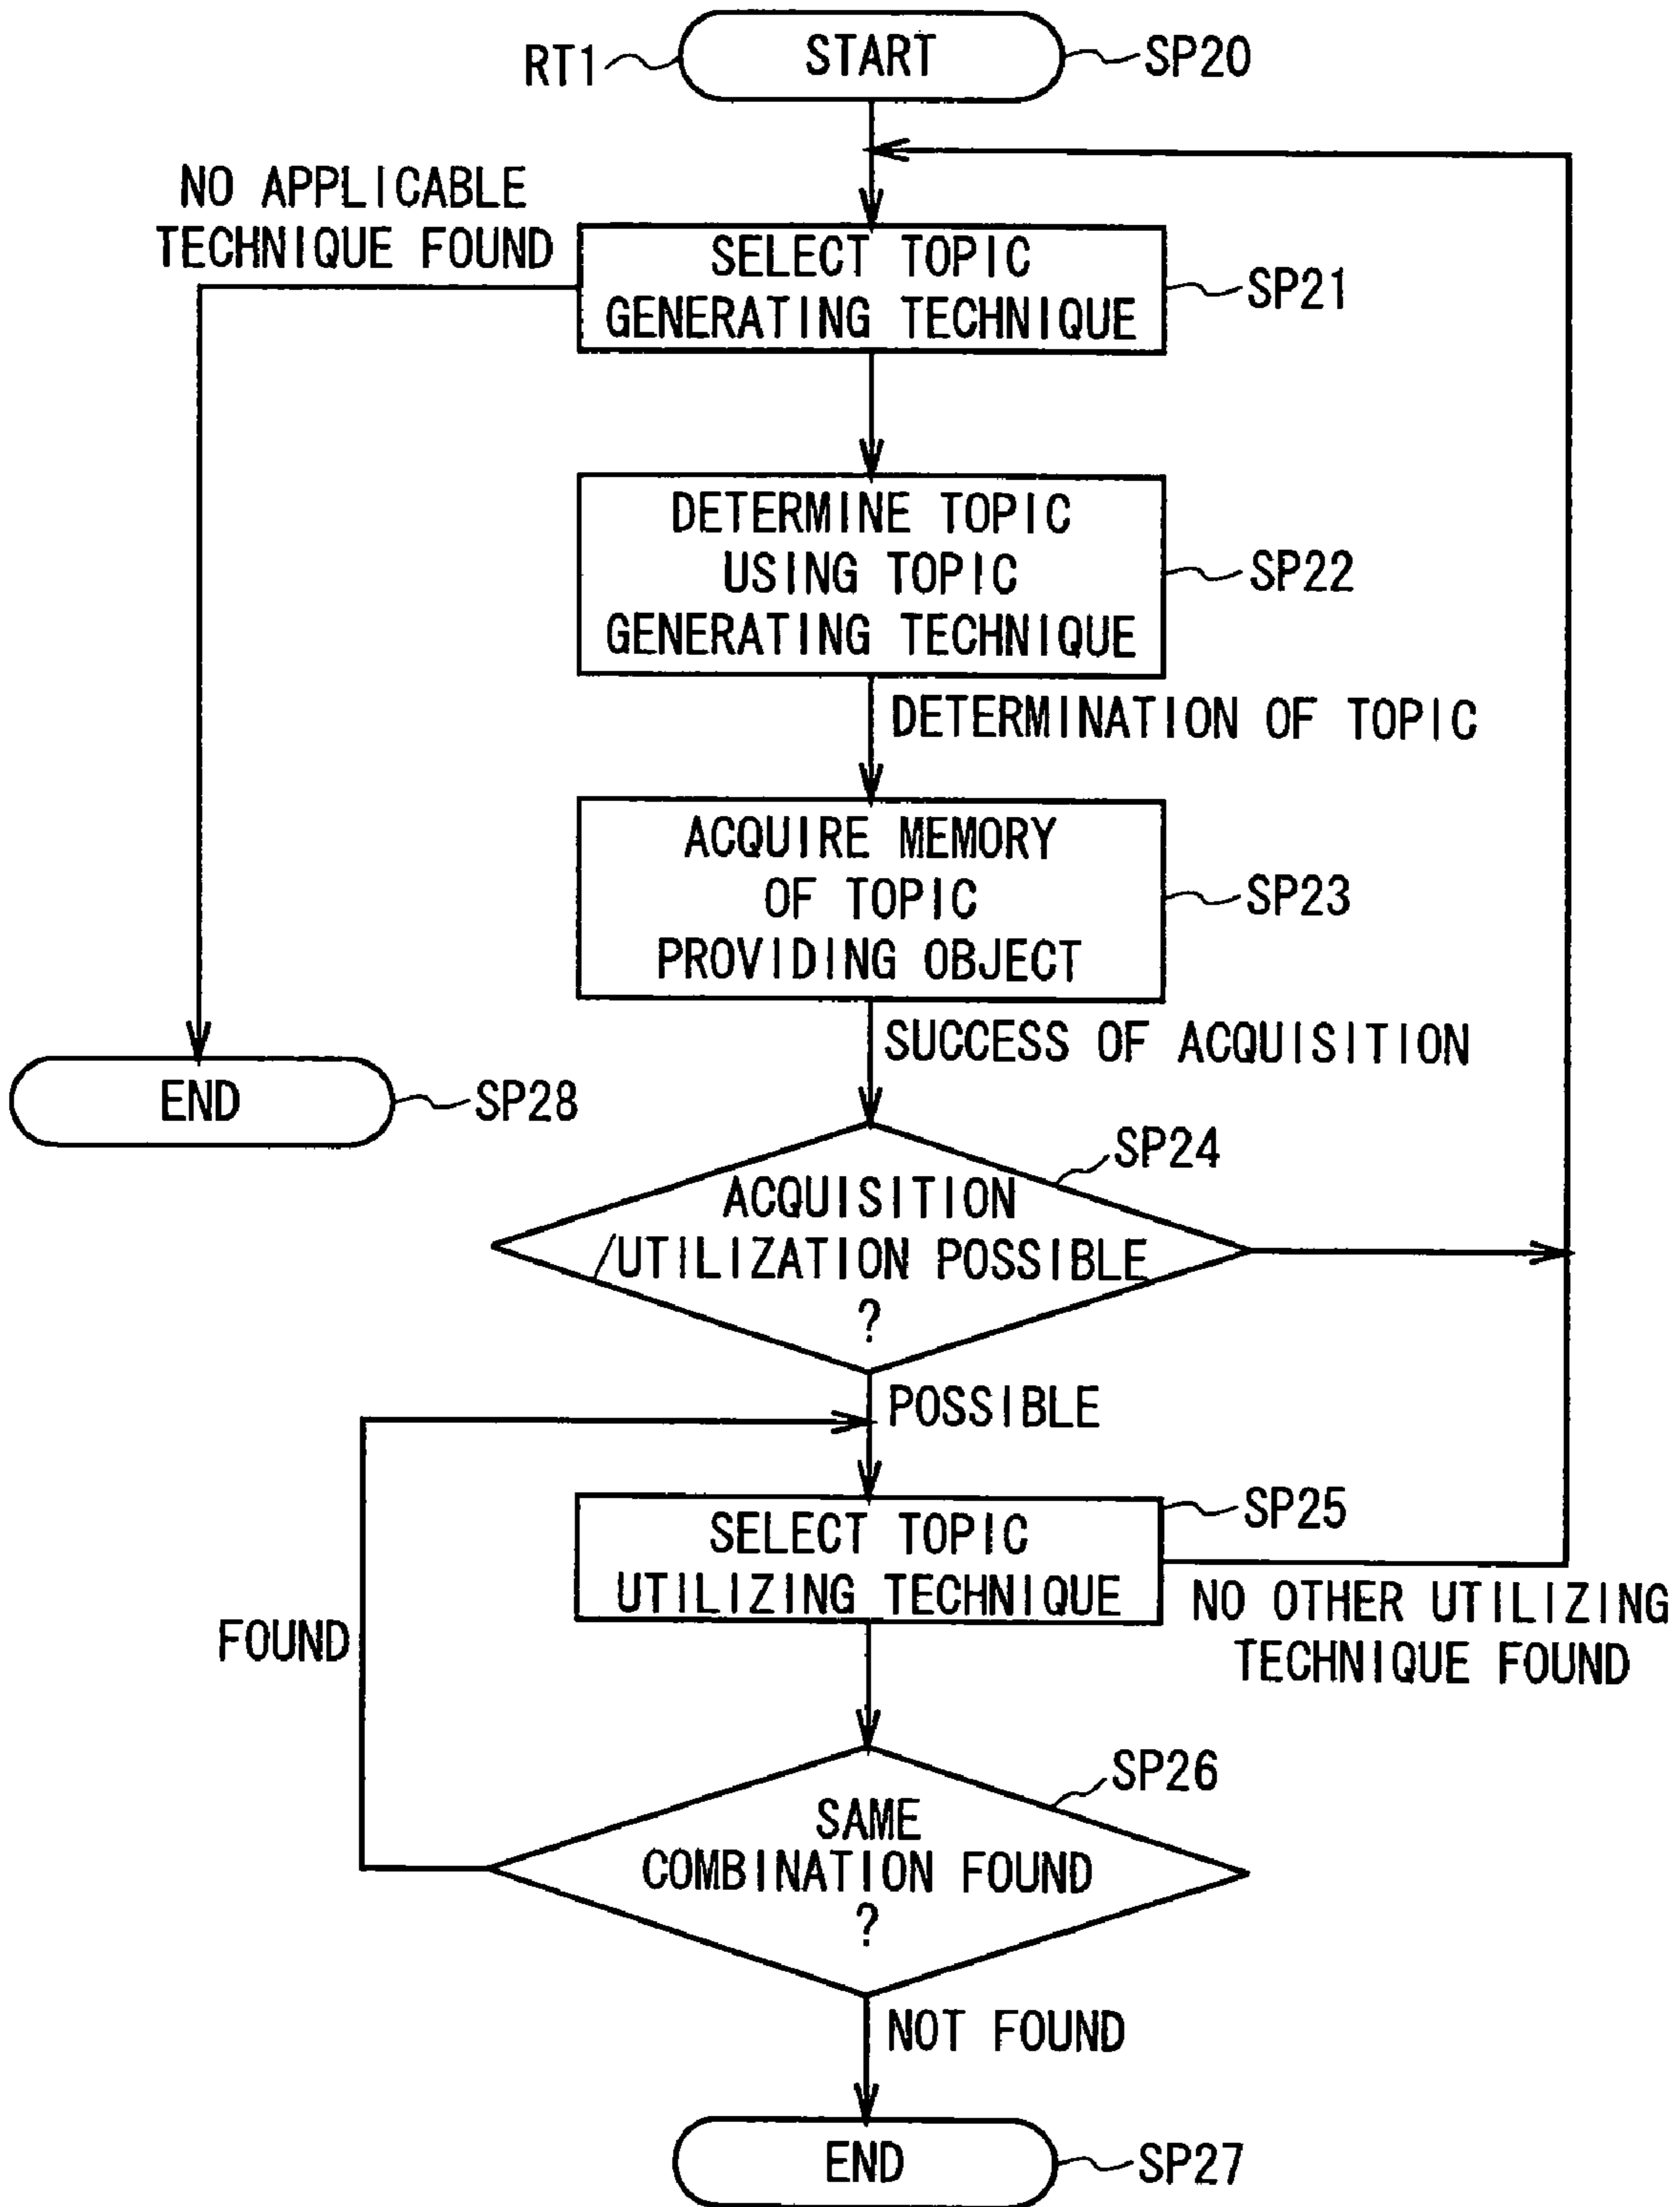 RT1
START
SP20
NO APPLICABLE
TECHNIQUE FOUND
SELECT TOPIC
GENERATING TECHNIQUE
SP21
DETERMINE TOPIC
USING TOPIC
GENERATING TECHNIQUE
SP22
DETERMINATION OF TOPIC
ACQUIRE MEMORY
OF TOPIC
PROVIDING OBJECT
SP23
SUCCESS OF ACQUISITION
END
SP28
SP24
ACQUISITION
/UTILIZATION POSSIBLE
?
POSSIBLE
SELECT TOPIC
UTILIZING TECHNIQUE
SP25
NO OTHER UTILIZING
TECHNIQUE FOUND
FOUND
SP26
SAME
COMBINATION FOUND
?
NOT FOUND
END
SP27